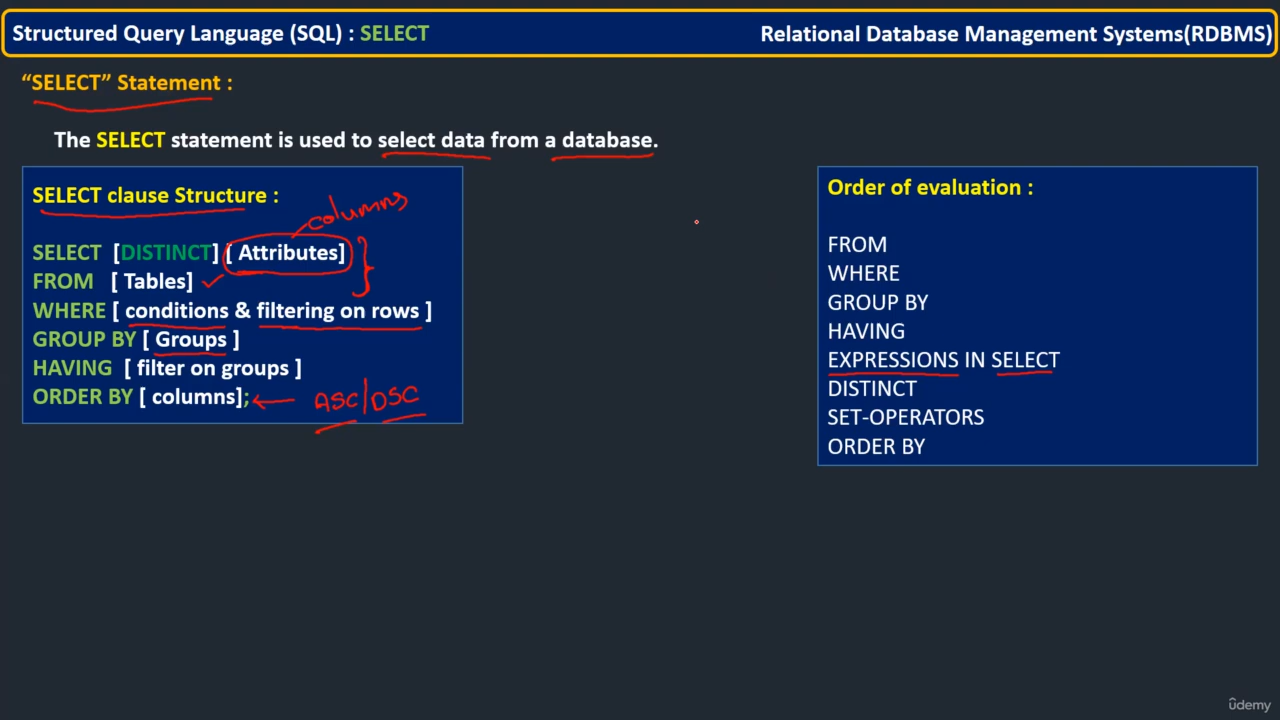 Structured Query Language (SQL) : SELECT
Relational Database Management Systems(RDBMS)
“SELECT” Statement :
The SELECT statement is used to select data from a database.
SELECT clause Structure :
columns
SELECT [DISTINCT] [ Attributes]
FROM [ Tables]
WHERE [ conditions & filtering on rows ]
GROUP BY [ Groups ]
HAVING [ filter on groups ]
ORDER BY [ columns]; ASC/DSC
Order of evaluation :
FROM
WHERE
GROUP BY
HAVING
EXPRESSIONS IN SELECT
DISTINCT
SET-OPERATORS
ORDER BY
ûdemy